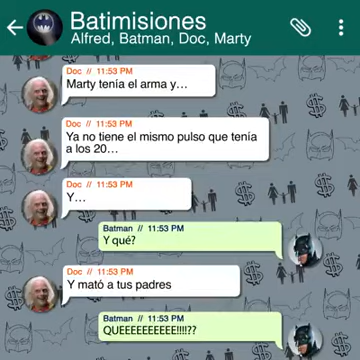 Batimisiones
Alfred, Batman, Doc, Marty
Doc // 11:53 PM
Marty tenía el arma y...
Doc // 11:53 PM
Ya no tiene el mismo pulso que tenía
a los 20...
Doc // 11:53 PM
Y...
Batman // 11:53 PM
Y qué?
Doc // 11:53 PM
Y mató a tus padres
Batman // 11:53 PM
QUEEEEEEEEEE!!!!??